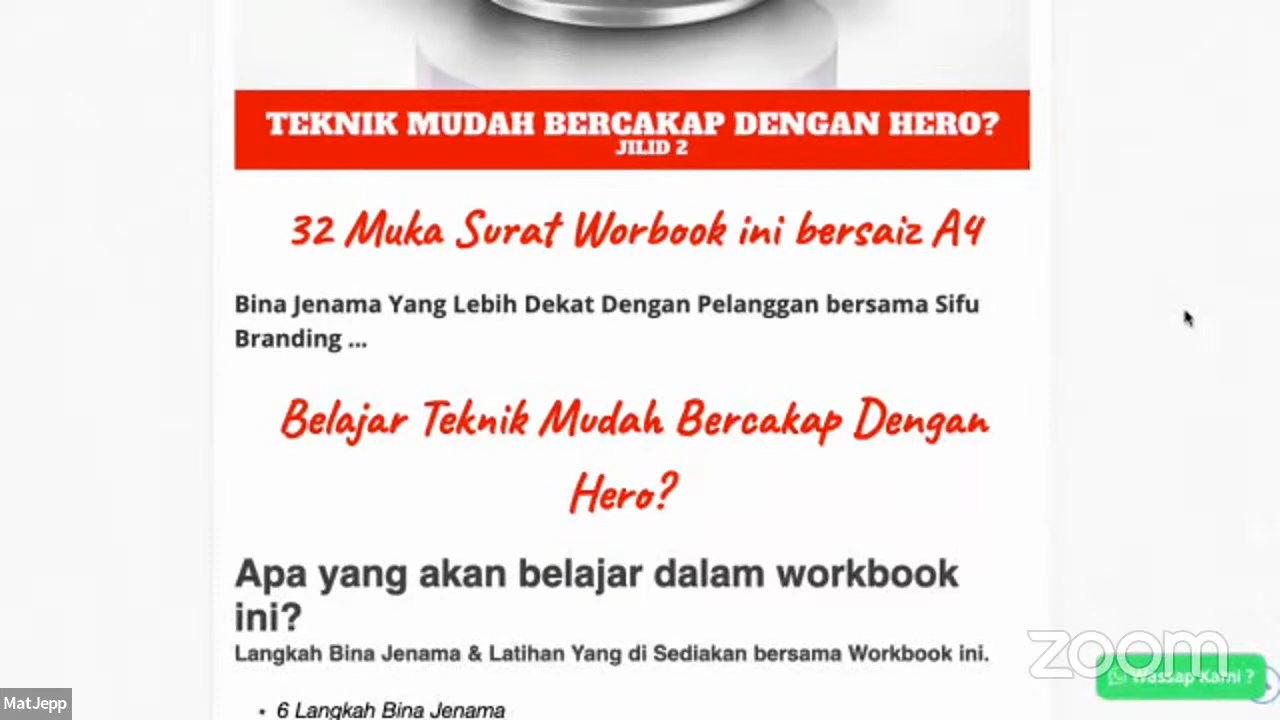 TEKNIK MUDAH BERCAKAP DENGAN HERO?
JILID 2
32 Muka Surat Worbook ini bersaiz A4
Bina Jenama Yang Lebih Dekat Dengan Pelanggan bersama Sifu
Branding ...
Belajar Teknik Mudah Bercakap Dengan
Hero?
Apa yang akan belajar dalam workbook
ini?
Langkah Bina Jenama & Latihan Yang di Sediakan bersama Workbook ini.
• 6 Langkah Bina Jenama
zoom
Wassap Kami ?
MatJepp